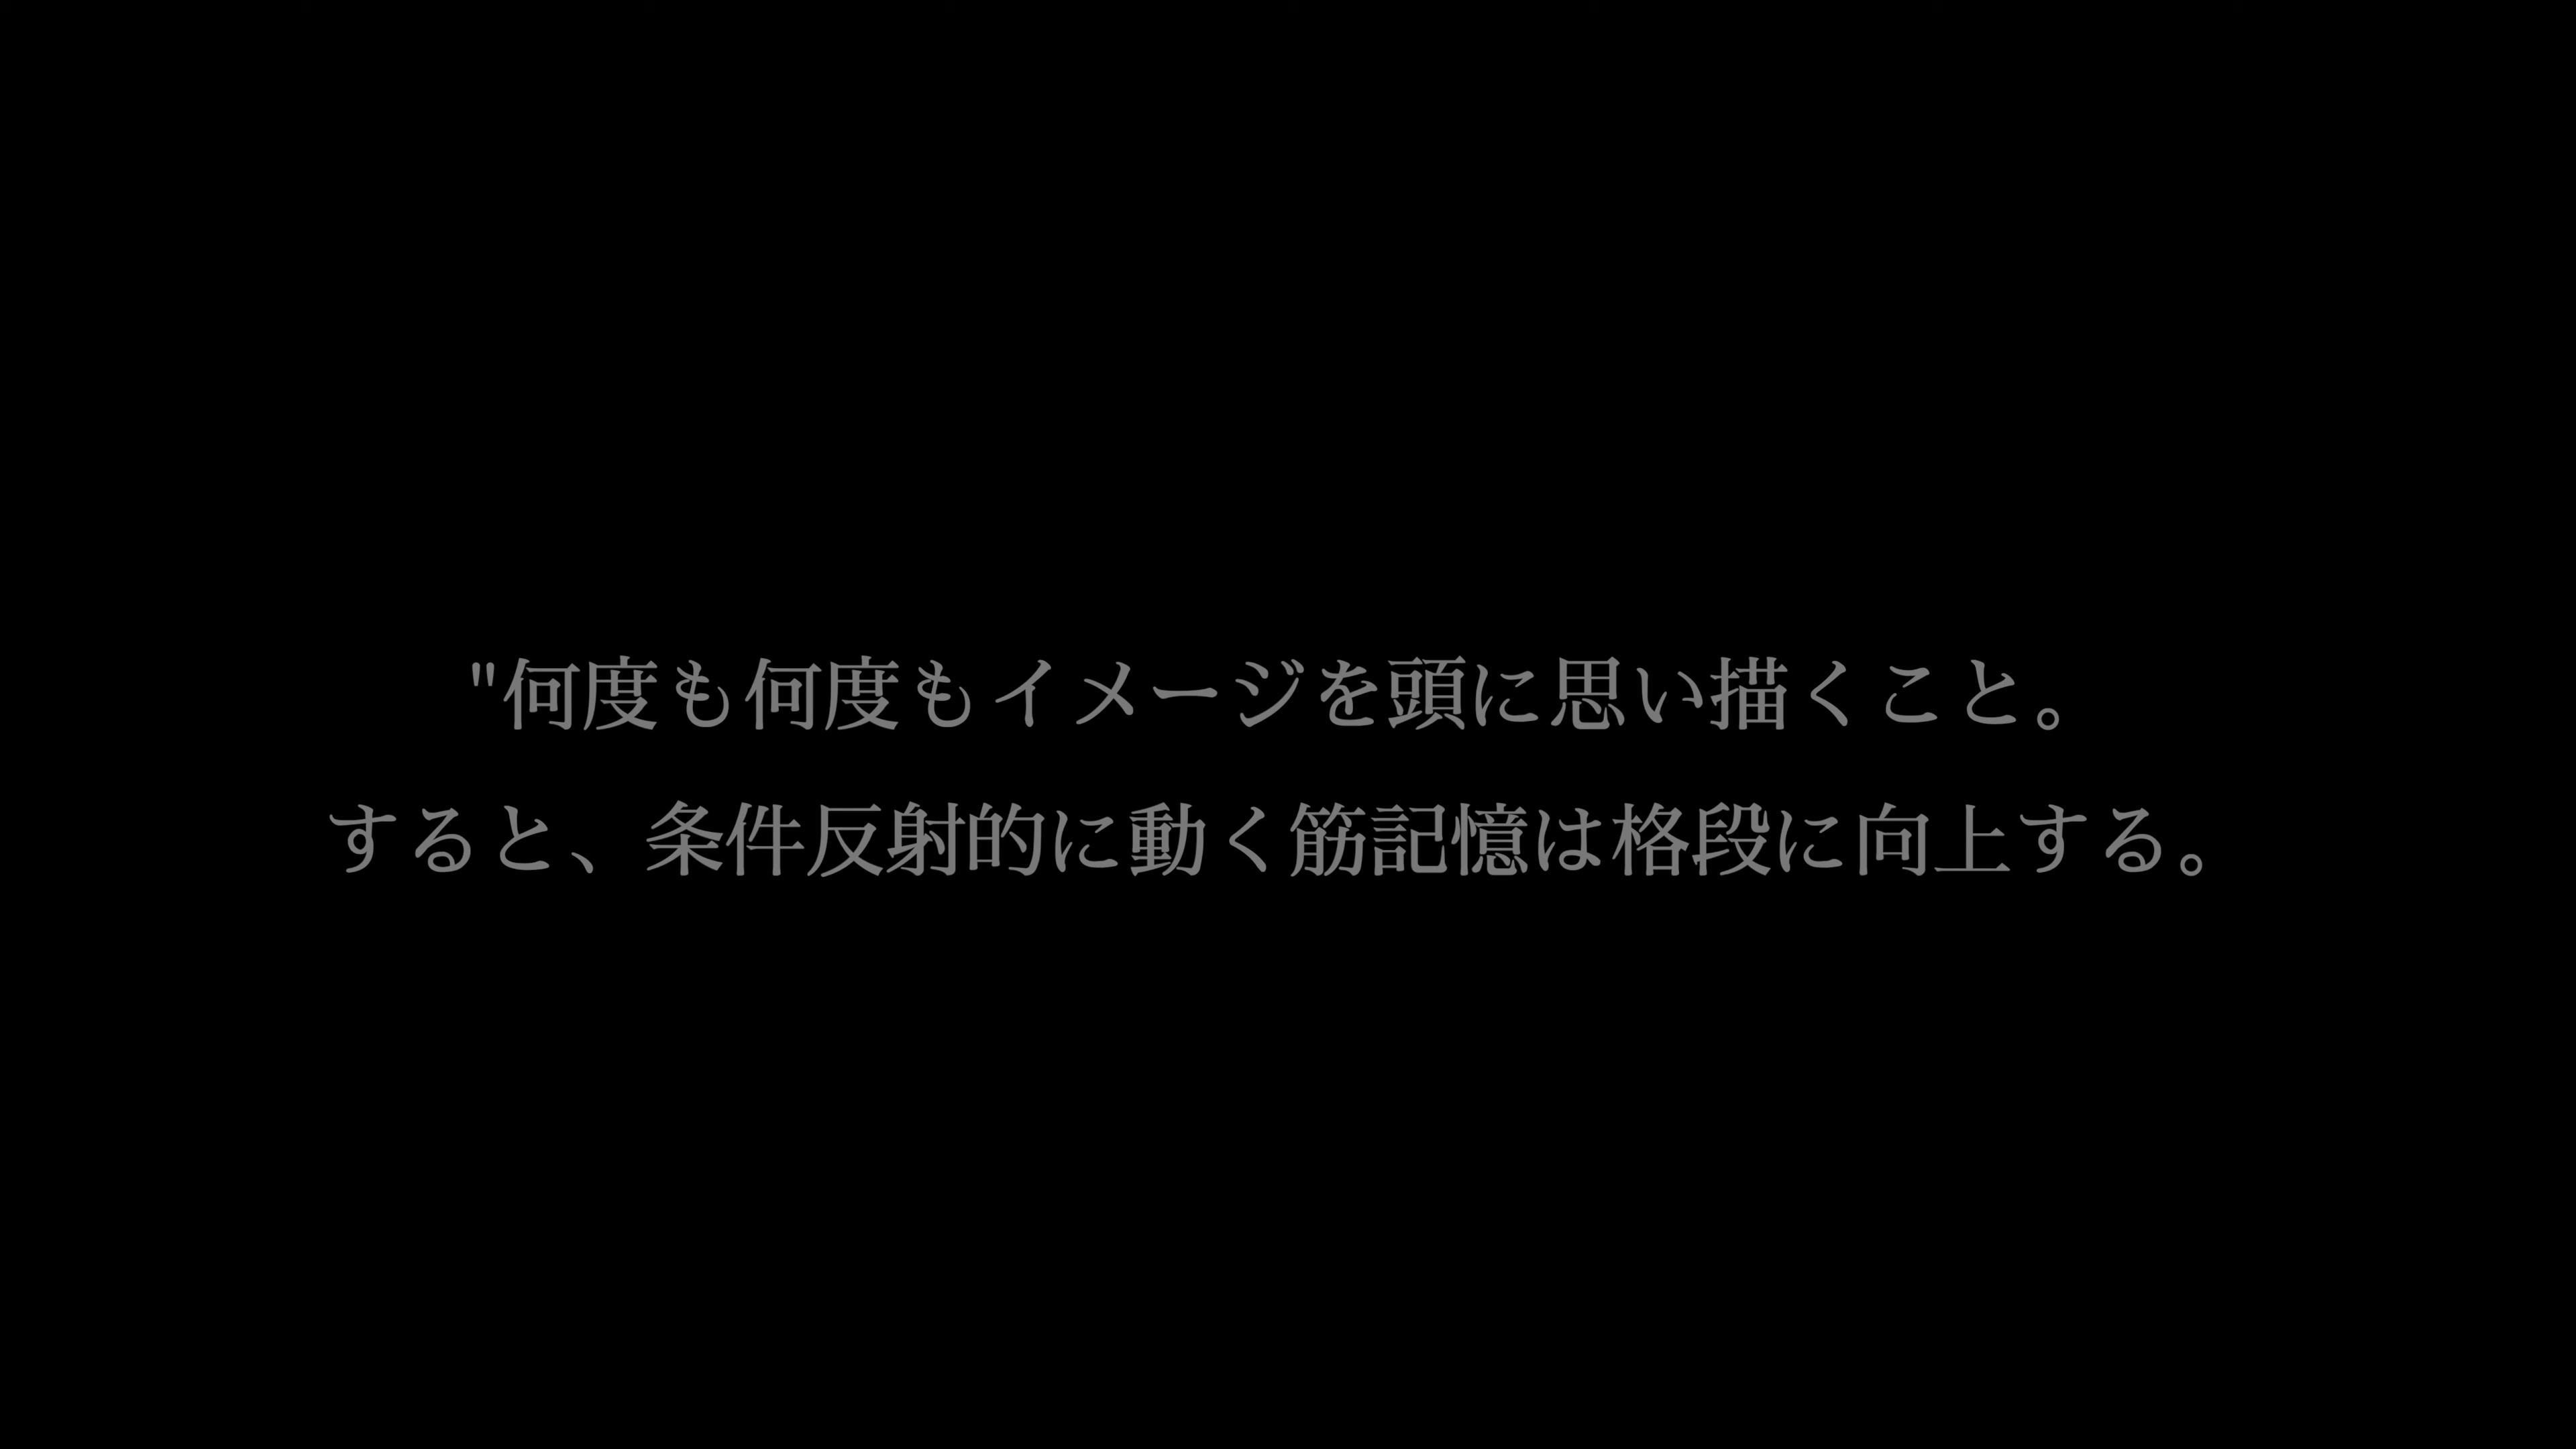 "何度も何度もイメージを頭に思い描くこと。
すると、条件反射的に動く筋記憶は格段に向上する。